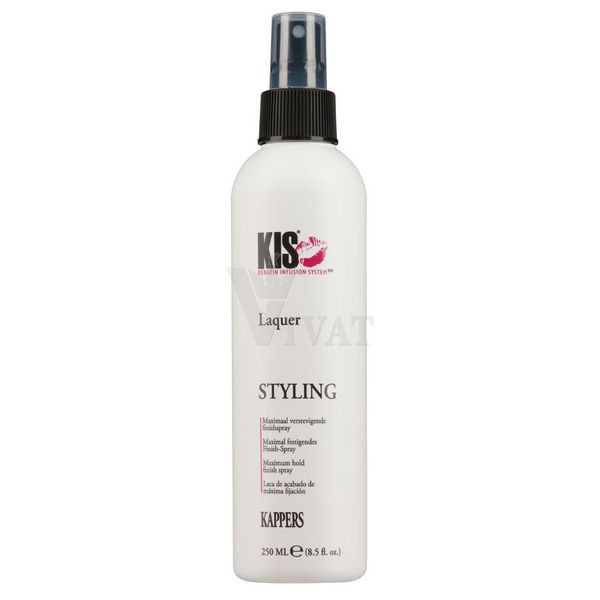 KIS®
KERATIN INFUSION SYSTEM™
VIVAT
Laquer
STYLING
Maximaal verstevigende
finishspray
Maximal festigendes
Finish-Spray
Maximum hold
finish spray
Laca de acabado de
máxima fijación
KAPPERS
250 ML ℮ (8.5 fl. oz.)